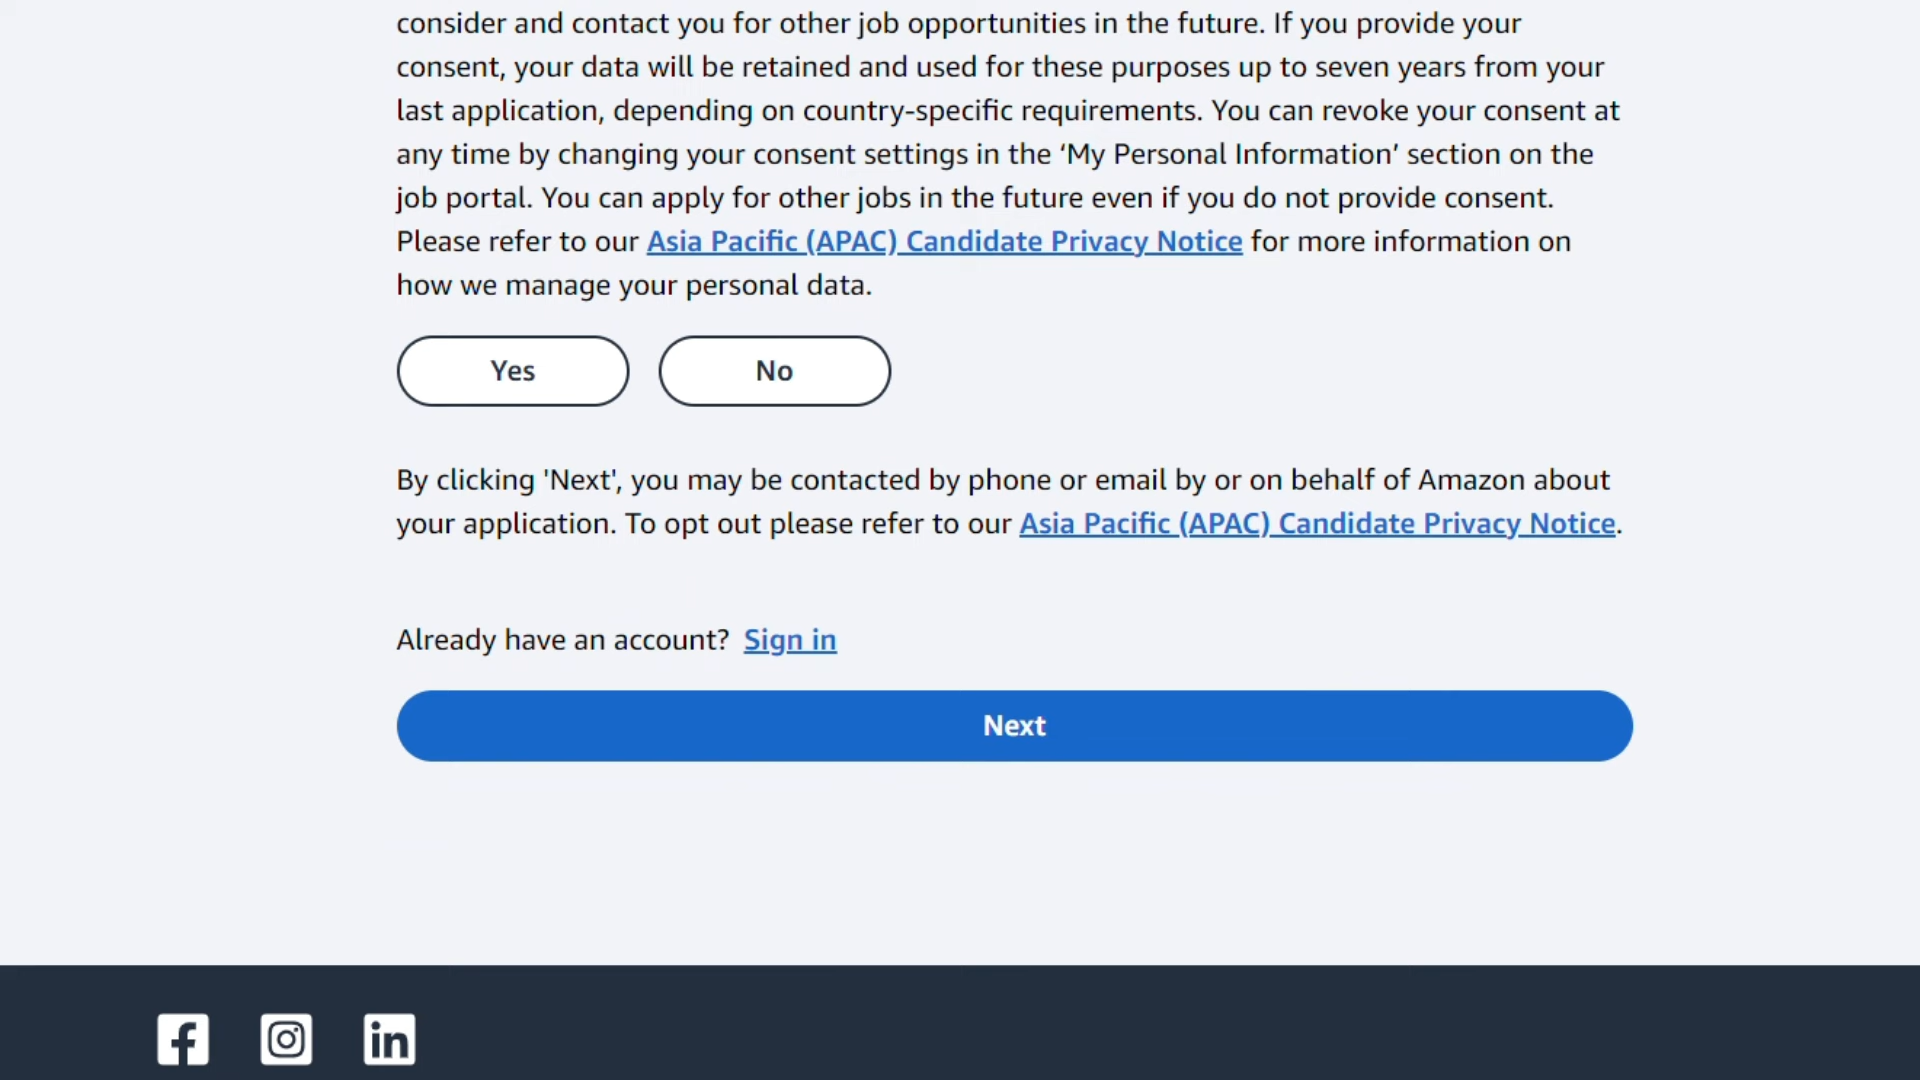 consider and contact you for other job opportunities in the future. If you provide your
consent, your data will be retained and used for these purposes up to seven years from your
last application, depending on country-specific requirements. You can revoke your consent at
any time by changing your consent settings in the ‘My Personal Information’ section on the
job portal. You can apply for other jobs in the future even if you do not provide consent.
Please refer to our Asia Pacific (APAC) Candidate Privacy Notice for more information on
how we manage your personal data.
Yes No
By clicking 'Next', you may be contacted by phone or email by or on behalf of Amazon about
your application. To opt out please refer to our Asia Pacific (APAC) Candidate Privacy Notice.
Already have an account? Sign in
Next